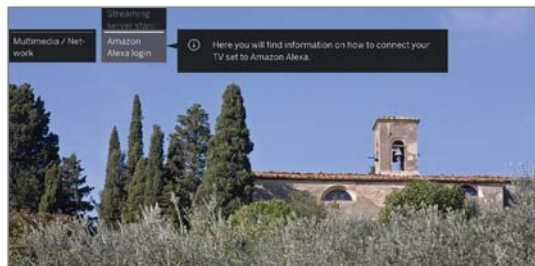 Streaming
server stan
Multimedia / Net-
work
Amazon
Alexa login
Here you will find information on how to connect your
TV set to Amazon Alexa.